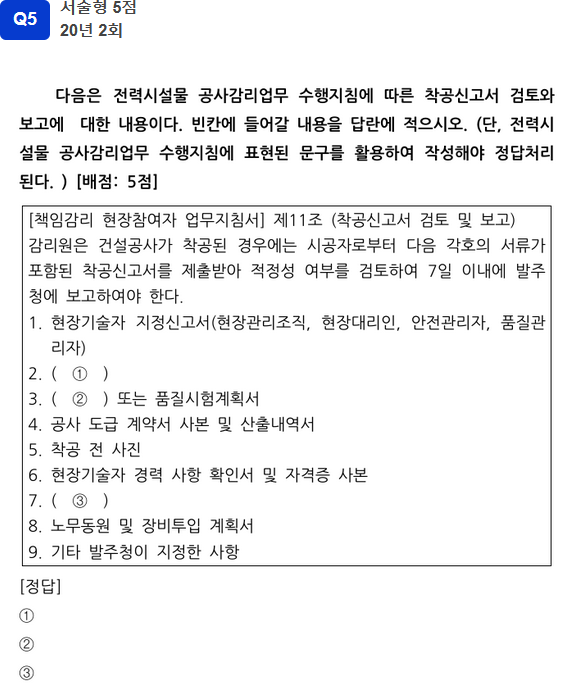 Q5
서술형 5점
20년 2회
다음은 전력시설물 공사감리업무 수행지침에 따른 착공신고서 검토와
보고에 대한 내용이다. 빈칸에 들어갈 내용을 답란에 적으시오. (단, 전력시
설물 공사감리업무 수행지침에 표현된 문구를 활용하여 작성해야 정답처리
된다. ) [배점: 5점]
[책임감리 현장참여자 업무지침서] 제11조 (착공신고서 검토 및 보고)
감리원은 건설공사가 착공된 경우에는 시공자로부터 다음 각호의 서류가
포함된 착공신고서를 제출받아 적정성 여부를 검토하여 7일 이내에 발주
청에 보고하여야 한다.
1. 현장기술자 지정신고서(현장관리조직, 현장대리인, 안전관리자, 품질관
리자)
2. ( ① )
3. ( ② ) 또는 품질시험계획서
4. 공사 도급 계약서 사본 및 산출내역서
5. 착공 전 사진
6. 현장기술자 경력 사항 확인서 및 자격증 사본
7. ( ③ )
8. 노무동원 및 장비투입 계획서
9. 기타 발주청이 지정한 사항
[정답]
①
②
③